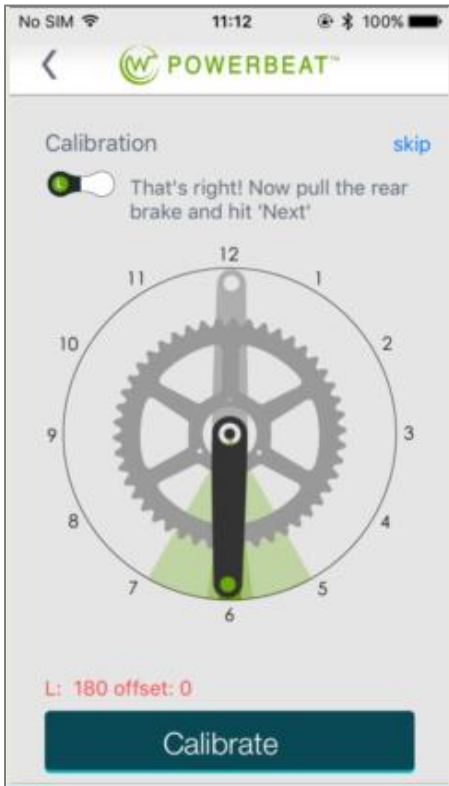 No SIM 11:12 100%
POWERBEAT™
Calibration skip
L
That's right! Now pull the rear
brake and hit 'Next'
12
11 1
10 2
9 3
8 4
7 5
6
L: 180 offset: 0
Calibrate